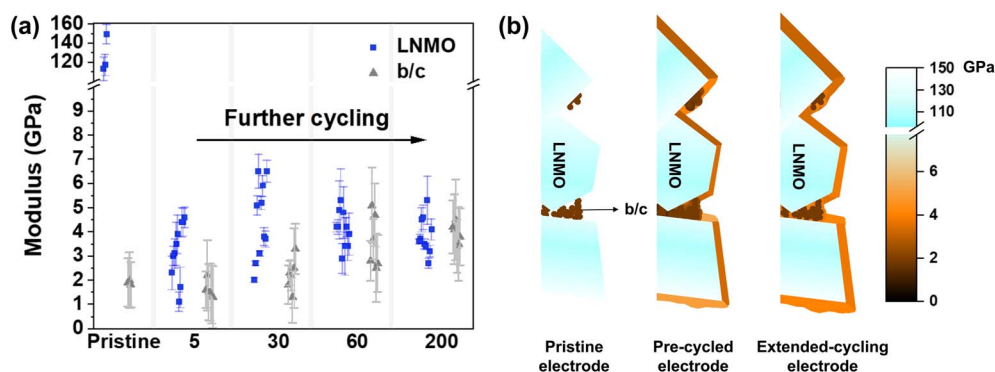 (a)
160
140
120
100
9
8
7
6
5
4
3
2
1
0
Modulus (GPa)
LNMO
b/c
Further cycling
Pristine 5 30 60 200
(b)
LNMO
LNMO
LNMO
b/c
150 GPa
130
110
6
4
2
0
Pristine electrode
Pre-cycled electrode
Extended-cycling electrode